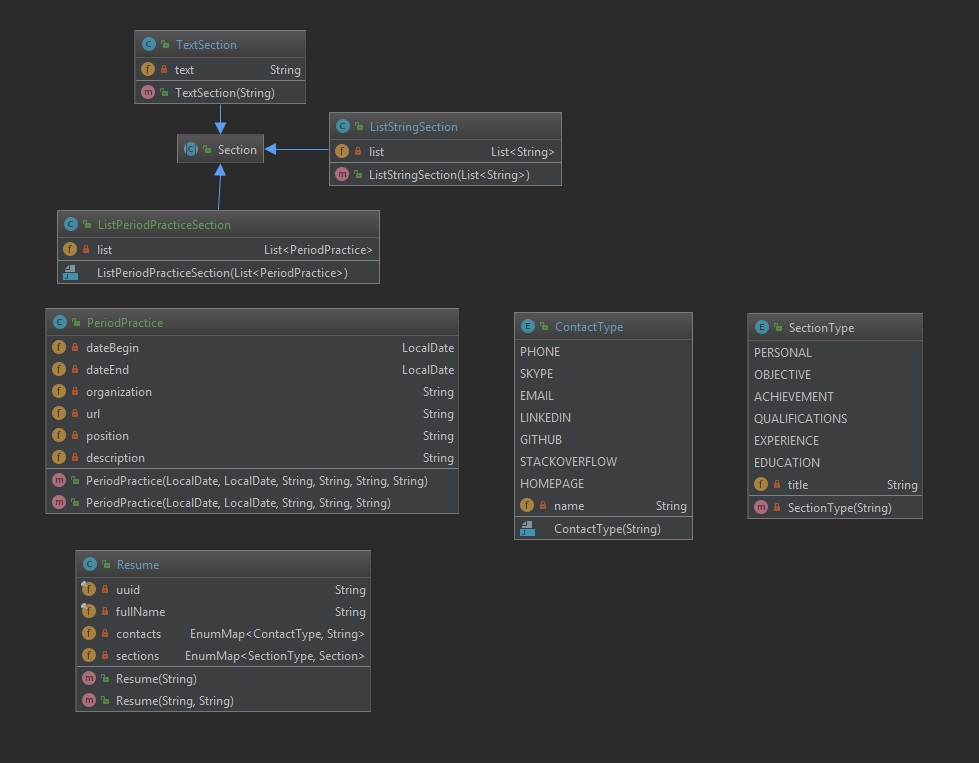 TextSection
text String
TextSection(String)
ListStringSection
list List<String>
ListStringSection(List<String>)
Section
ListPeriodPracticeSection
list List<PeriodPractice>
ListPeriodPracticeSection(List<PeriodPractice>)
PeriodPractice
dateBegin LocalDate
dateEnd LocalDate
organization String
url String
position String
description String
PeriodPractice(LocalDate, LocalDate, String, String, String, String)
PeriodPractice(LocalDate, LocalDate, String, String, String)
ContactType
PHONE
SKYPE
EMAIL
LINKEDIN
GITHUB
STACKOVERFLOW
HOMEPAGE
name String
ContactType(String)
SectionType
PERSONAL
OBJECTIVE
ACHIEVEMENT
QUALIFICATIONS
EXPERIENCE
EDUCATION
title String
SectionType(String)
Resume
uuid String
fullName String
contacts EnumMap<ContactType, String>
sections EnumMap<SectionType, Section>
Resume(String)
Resume(String, String)